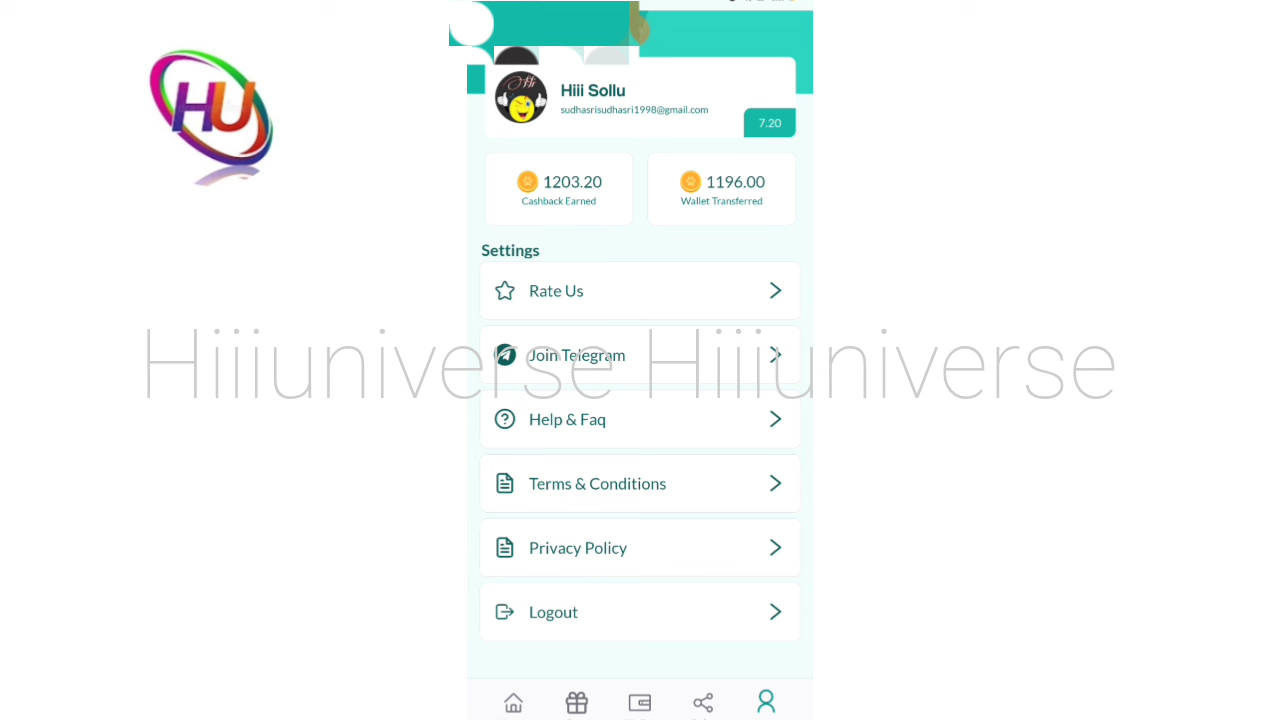 HU
Hiii Sollu
sudhasrisudhasri1998@gmail.com
7.20
1203.20
Cashback Earned
1196.00
Wallet Transferred
Settings
Rate Us
Join Telegram
Hiiiuniverse Hiiiuniverse
Help & Faq
Terms & Conditions
Privacy Policy
Logout